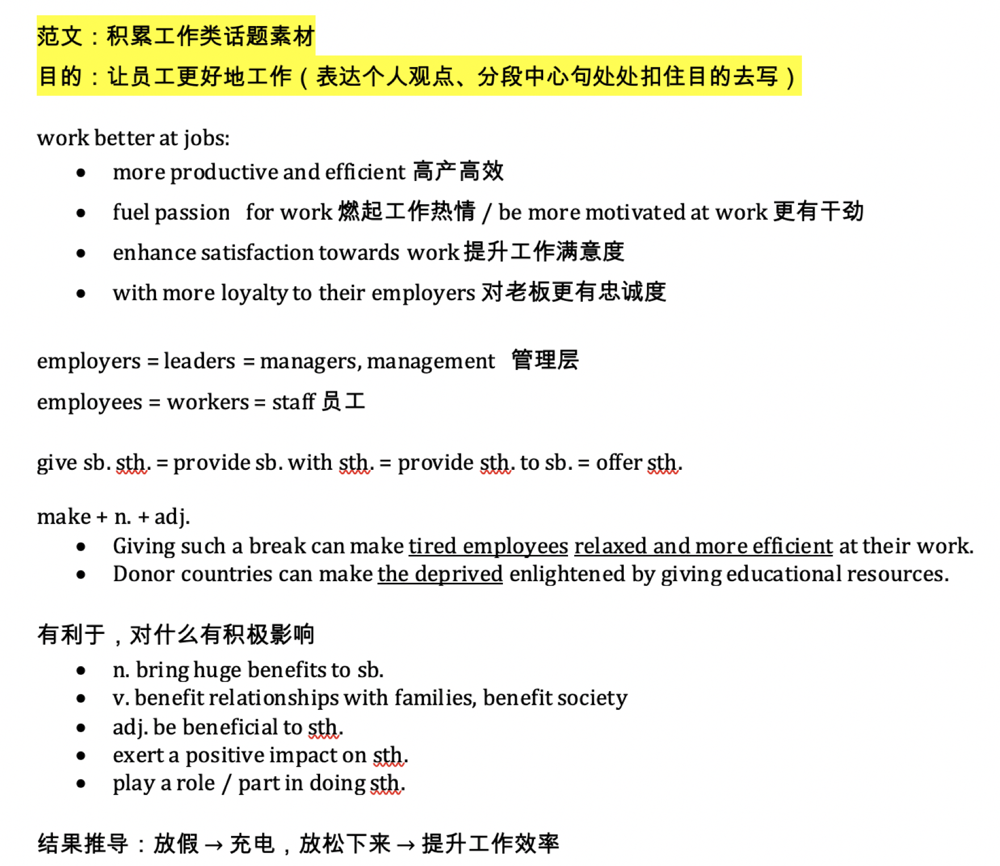 范文：积累工作类话题素材
目的：让员工更好地工作（表达个人观点、分段中心句处处扣住目的去写）
work better at jobs:
• more productive and efficient 高产高效
• fuel passion for work 燃起工作热情 / be more motivated at work 更有干劲
• enhance satisfaction towards work 提升工作满意度
• with more loyalty to their employers 对老板更有忠诚度
employers = leaders = managers, management 管理层
employees = workers = staff 员工
give sb. sth. = provide sb. with sth. = provide sth. to sb. = offer sth.
make + n. + adj.
• Giving such a break can make tired employees relaxed and more efficient at their work.
• Donor countries can make the deprived enlightened by giving educational resources.
有利于，对什么有积极影响
• n. bring huge benefits to sb.
• v. benefit relationships with families, benefit society
• adj. be beneficial to sth.
• exert a positive impact on sth.
• play a role / part in doing sth.
结果推导：放假 → 充电，放松下来 → 提升工作效率